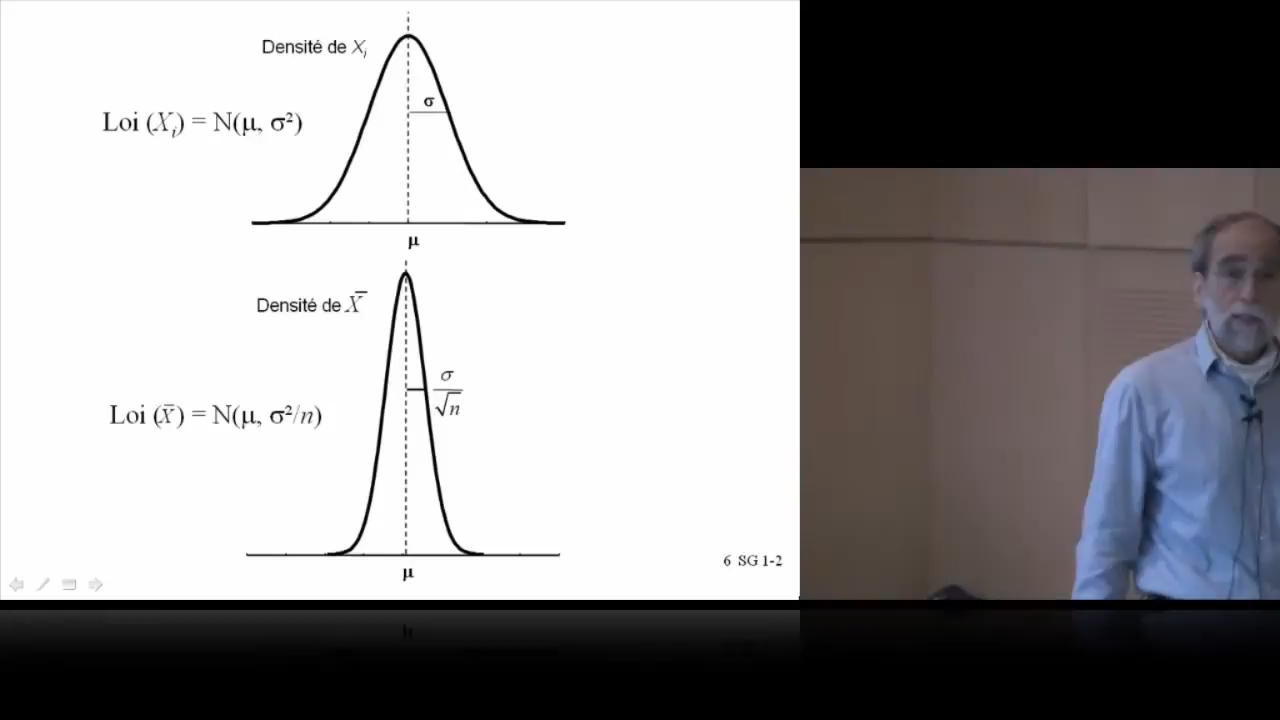 Densité de Xᵢ
σ
Loi (Xᵢ) = N(μ, σ²)
μ
Densité de X̄
σ
√n
Loi (X̄) = N(μ, σ²/n)
μ
6 SG 1-2